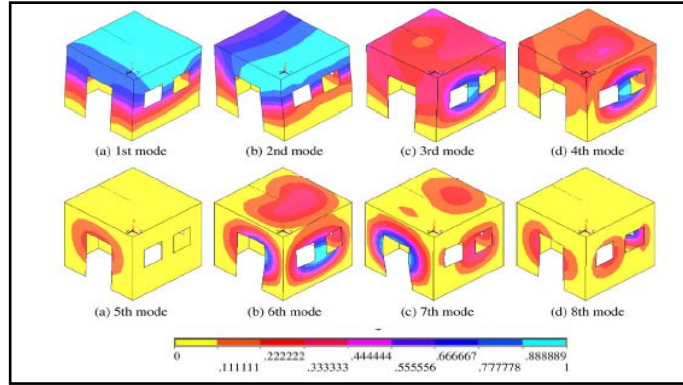 (a) 1st mode (b) 2nd mode (c) 3rd mode (d) 4th mode
(a) 5th mode (b) 6th mode (c) 7th mode (d) 8th mode
0 .222222 .444444 .666667 .888889
.111111 .333333 .555556 .777778 1